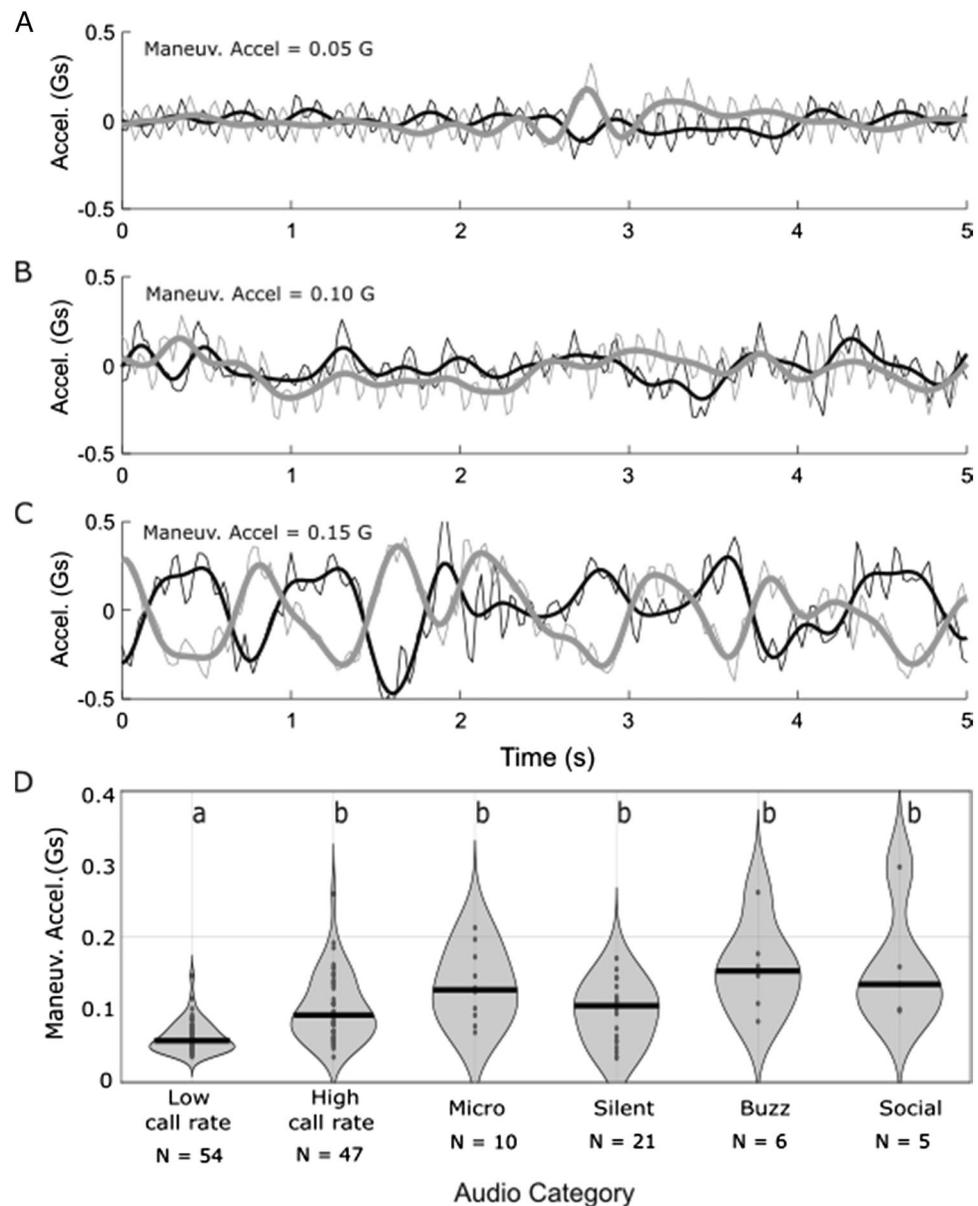 A
0.5
Maneuv. Accel = 0.05 G
Accel. (Gs)
0
-0.5
0 1 2 3 4 5
B
0.5
Maneuv. Accel = 0.10 G
Accel. (Gs)
0
-0.5
0 1 2 3 4 5
C
0.5
Maneuv. Accel = 0.15 G
Accel. (Gs)
0
-0.5
0 1 2 3 4 5
Time (s)
D
0.4
a b b b b b
0.3
Maneuv. Accel.(Gs)
0.2
0.1
0
Low High Micro Silent Buzz Social
call rate call rate
N = 54 N = 47 N = 10 N = 21 N = 6 N = 5
Audio Category